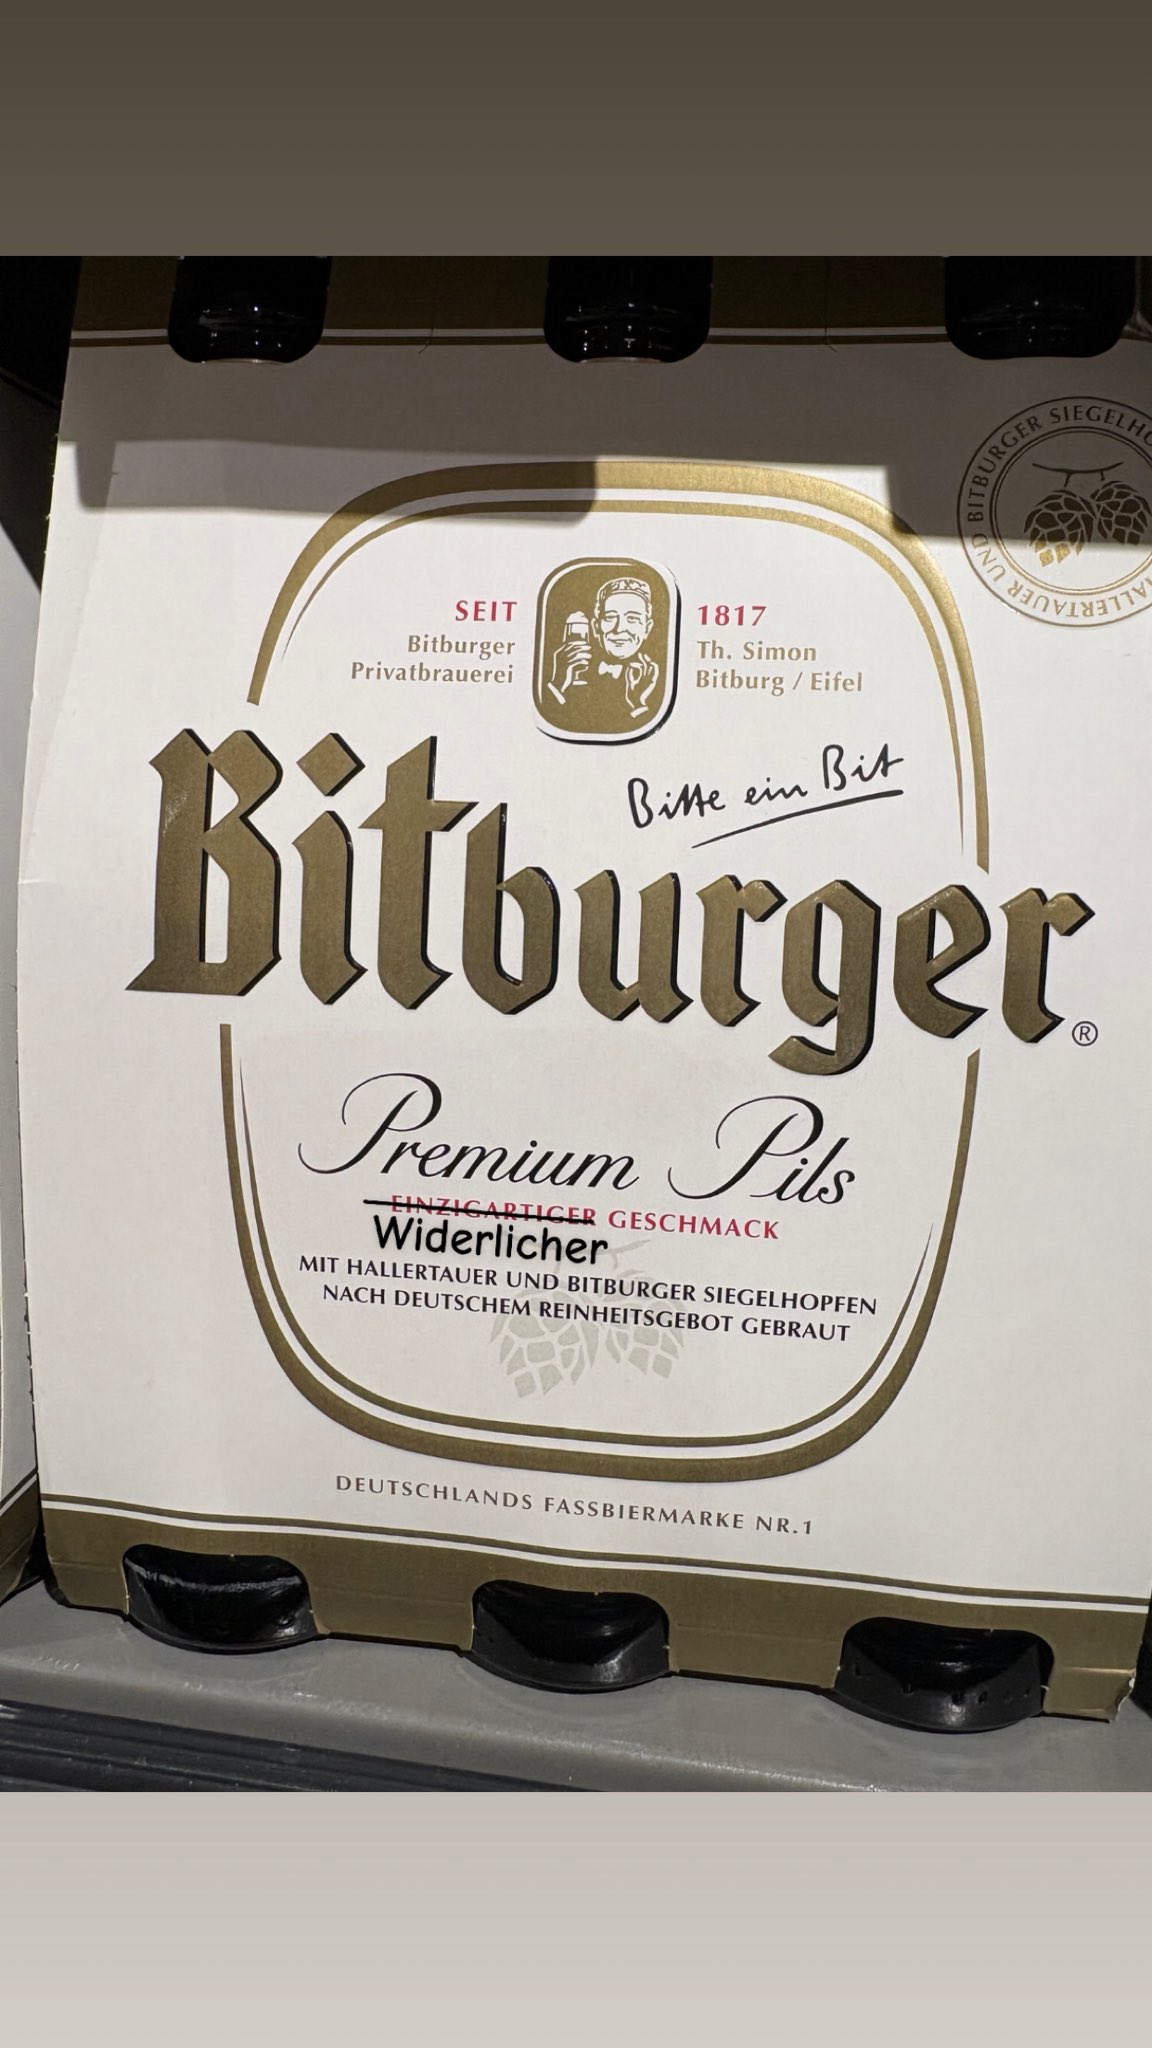 BITBURGER SIEGELHO
HALLERTAUER UND
SEIT 1817
Bitburger Th. Simon
Privatbrauerei Bitburg / Eifel
Bitte ein Bit
Bitburger®
Premium Pils
EINZIGARTIGER GESCHMACK
Widerlicher
MIT HALLERTAUER UND BITBURGER SIEGELHOPFEN
NACH DEUTSCHEM REINHEITSGEBOT GEBRAUT
DEUTSCHLANDS FASSBIERMARKE NR.1